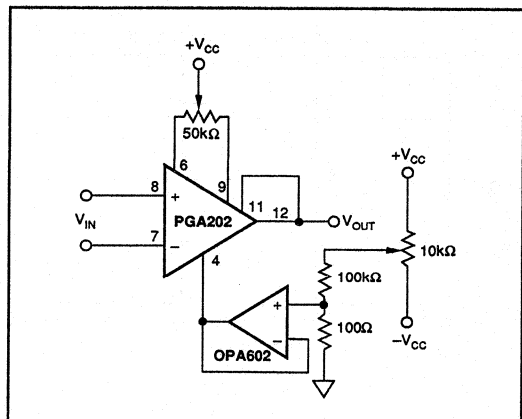 +VCC
50kΩ
6
9
8
+
11
12
VOUT
PGA202
VIN
7
−
4
+VCC
10kΩ
100kΩ
+
100Ω
−
−VCC
OPA602